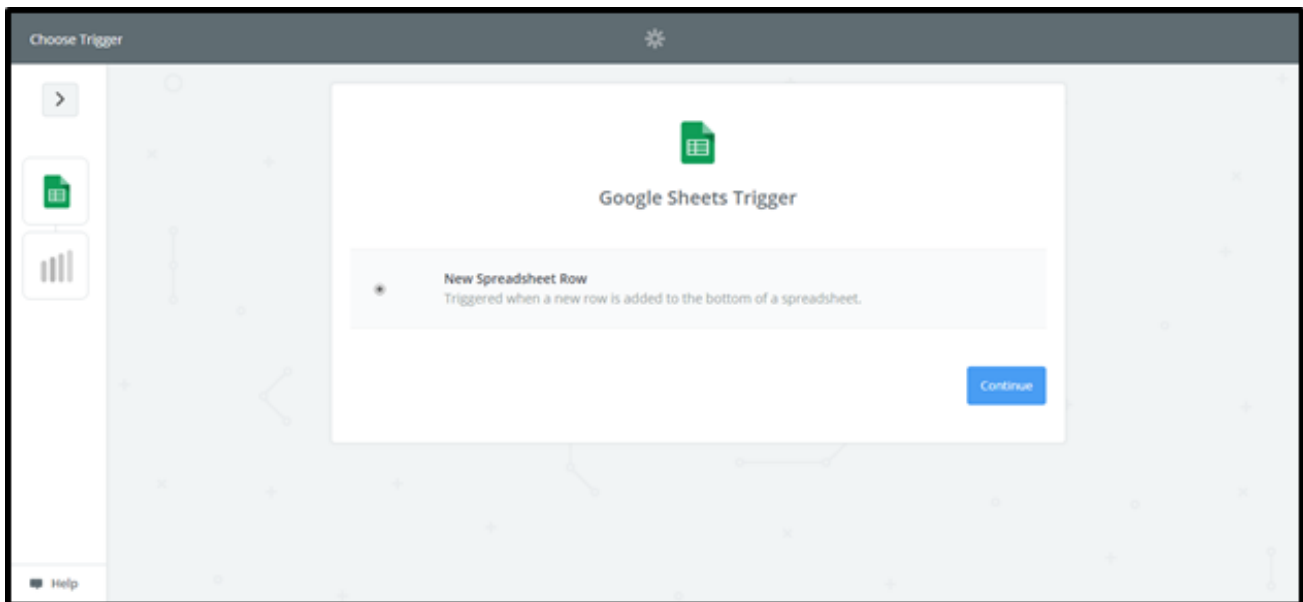 Choose Trigger
Google Sheets Trigger
New Spreadsheet Row
Triggered when a new row is added to the bottom of a spreadsheet.
Continue
Help